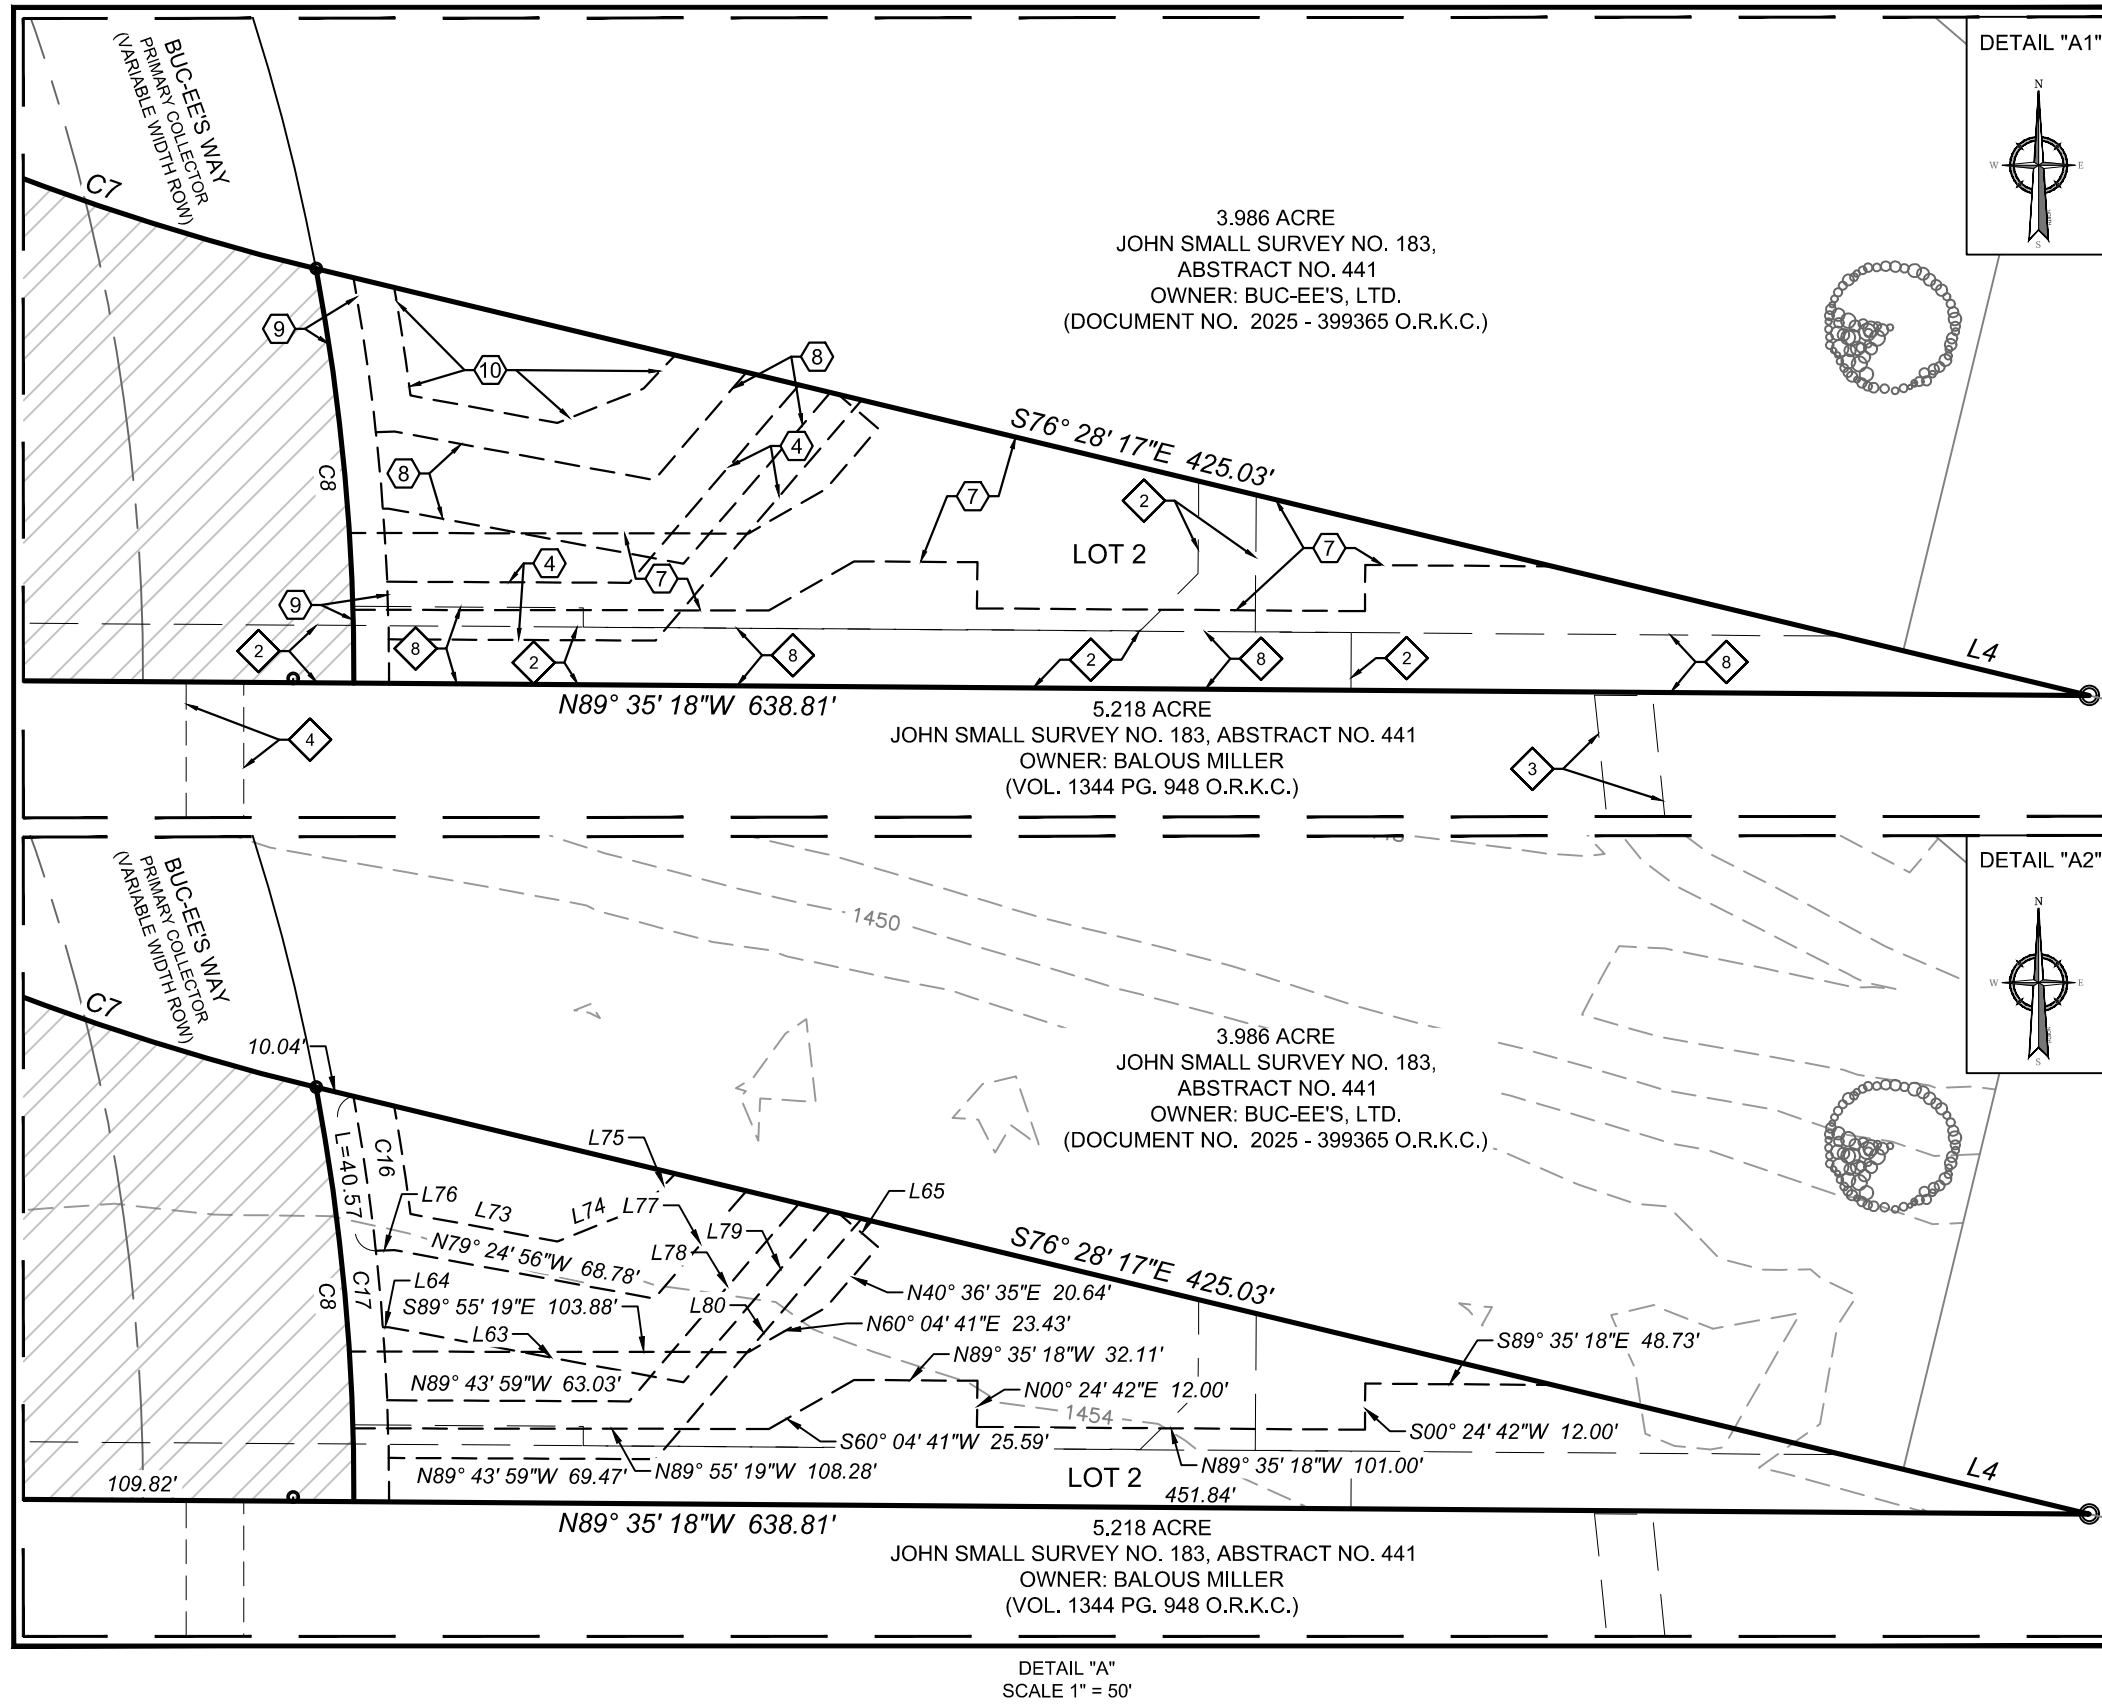 DETAIL "A1"
N
W
E
S
BUC-EE'S WAY
PRIMARY COLLECTOR
(VARIABLE WIDTH ROW)
C7
3.986 ACRE
JOHN SMALL SURVEY NO. 183,
ABSTRACT NO. 441
OWNER: BUC-EE'S, LTD.
(DOCUMENT NO. 2025 - 399365 O.R.K.C.)
9
10
8
S76° 28' 17"E 425.03'
4
C8
8
7
2
LOT 2
7
4
7
9
2
8
2
8
2
8
2
8
L4
N89° 35' 18"W 638.81'
5.218 ACRE
JOHN SMALL SURVEY NO. 183, ABSTRACT NO. 441
OWNER: BALOUS MILLER
(VOL. 1344 PG. 948 O.R.K.C.)
4
3
DETAIL "A2"
N
W
E
S
BUC-EE'S WAY
PRIMARY COLLECTOR
(VARIABLE WIDTH ROW)
1450
C7
10.04'
3.986 ACRE
JOHN SMALL SURVEY NO. 183,
ABSTRACT NO. 441
OWNER: BUC-EE'S, LTD.
(DOCUMENT NO. 2025 - 399365 O.R.K.C.)
L=40.57'
C16
L75
L76
L73
L74
L77
L65
L79
L78
N79° 24' 56"W 68.78'
S76° 28' 17"E 425.03'
C8
C17
L64
S89° 55' 19"E 103.88'
L80
N40° 36' 35"E 20.64'
L63
N60° 04' 41"E 23.43'
S89° 35' 18"E 48.73'
N89° 35' 18"W 32.11'
N89° 43' 59"W 63.03'
N00° 24' 42"E 12.00'
1454
S00° 24' 42"W 12.00'
S60° 04' 41"W 25.59'
N89° 35' 18"W 101.00'
N89° 55' 19"W 108.28'
N89° 43' 59"W 69.47'
LOT 2
109.82'
451.84'
L4
N89° 35' 18"W 638.81'
5.218 ACRE
JOHN SMALL SURVEY NO. 183, ABSTRACT NO. 441
OWNER: BALOUS MILLER
(VOL. 1344 PG. 948 O.R.K.C.)
DETAIL "A"
SCALE 1" = 50'